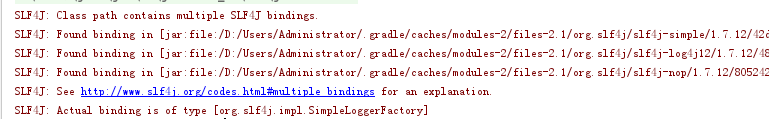 SLF4J: Class path contains multiple SLF4J bindings.
SLF4J: Found binding in [jar:file:/D:/Users/Administrator/.gradle/caches/modules-2/files-2.1/org.slf4j/slf4j-simple/1.7.12/42d
SLF4J: Found binding in [jar:file:/D:/Users/Administrator/.gradle/caches/modules-2/files-2.1/org.slf4j/slf4j-log4j12/1.7.12/48
SLF4J: Found binding in [jar:file:/D:/Users/Administrator/.gradle/caches/modules-2/files-2.1/org.slf4j/slf4j-nop/1.7.12/805242
SLF4J: See http://www.slf4j.org/codes.html#multiple_bindings for an explanation.
SLF4J: Actual binding is of type [org.slf4j.impl.SimpleLoggerFactory]